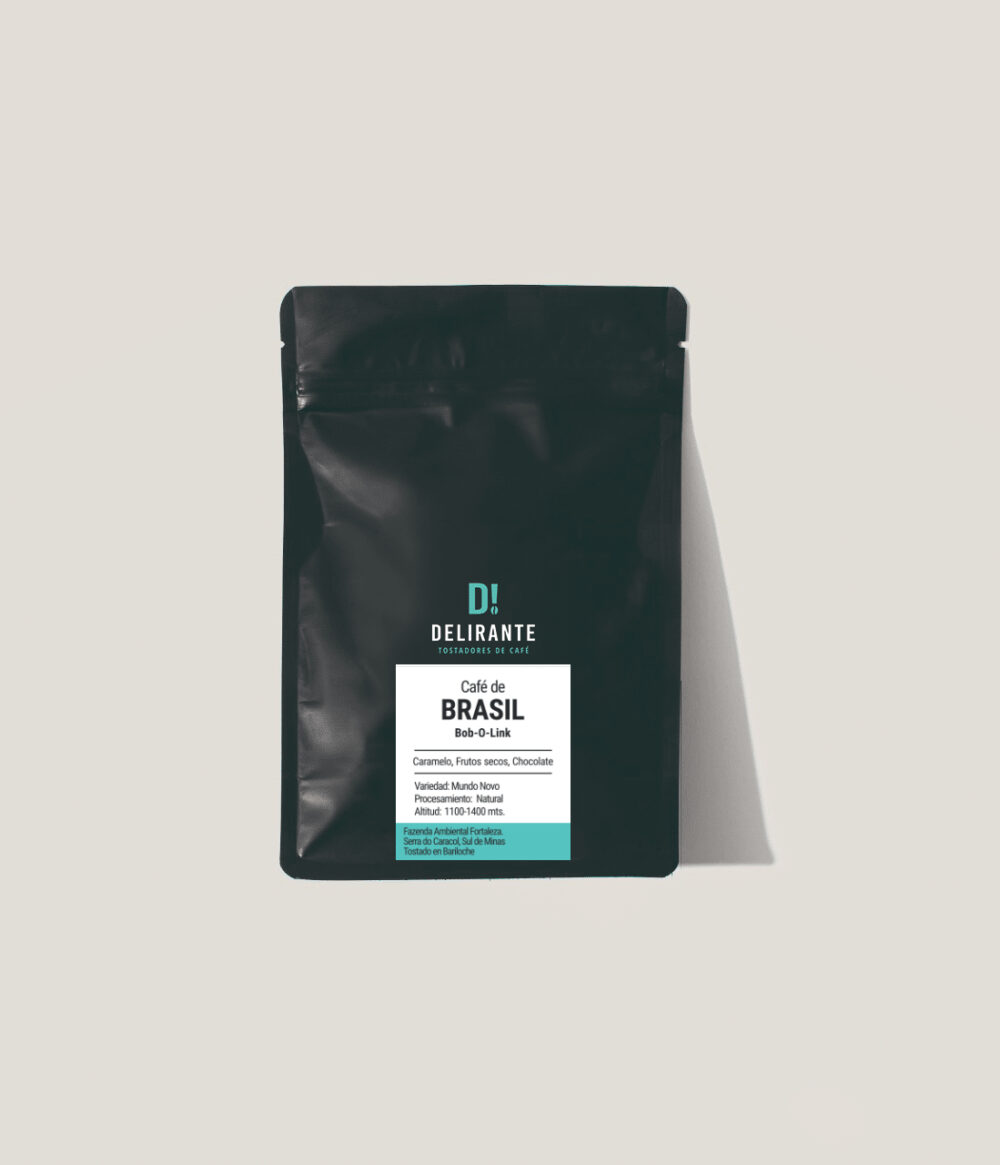 D!
DELIRANTE
TOSTADORES DE CAFÉ
Café de
BRASIL
Bob-O-Link
Caramelo, Frutos secos, Chocolate
Variedad: Mundo Novo
Procesamiento: Natural
Altitud: 1100-1400 mts.
Fazenda Ambiental Fortaleza.
Serra do Caracol, Sul de Minas
Tostado en Bariloche